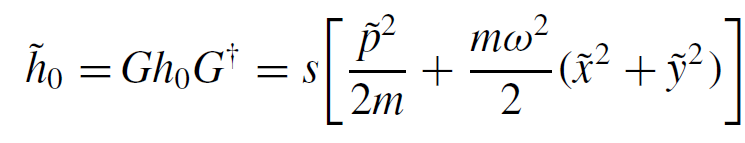 h̃₀ = Gh₀G† = s[p̃²/2m + mω²/2 (x̃² + ỹ²)]